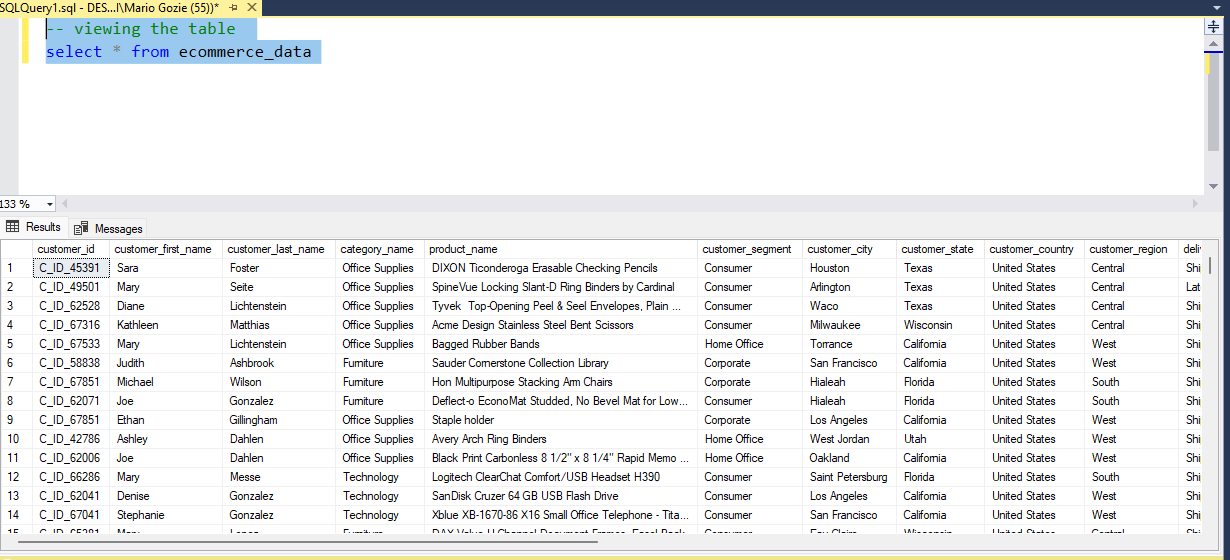 SQLQuery1.sql - DES...I\Mario Gozie (55))*
-- viewing the table
select * from ecommerce_data
133 %
Results Messages
customer_id customer_first_name customer_last_name category_name product_name customer_segment customer_city customer_state customer_country customer_region deli
1 C_ID_45391 Sara Foster Office Supplies DIXON Ticonderoga Erasable Checking Pencils Consumer Houston Texas United States Central Shi
2 C_ID_49501 Mary Seite Office Supplies SpineVue Locking Slant-D Ring Binders by Cardinal Consumer Arlington Texas United States Central Lat
3 C_ID_62528 Diane Lichtenstein Office Supplies Tyvek Top-Opening Peel & Seel Envelopes, Plain ... Consumer Waco Texas United States Central Shi
4 C_ID_67316 Kathleen Matthias Office Supplies Acme Design Stainless Steel Bent Scissors Consumer Milwaukee Wisconsin United States Central Shi
5 C_ID_67533 Mary Lichtenstein Office Supplies Bagged Rubber Bands Home Office Torrance California United States West Shi
6 C_ID_58838 Judith Ashbrook Furniture Sauder Cornerstone Collection Library Corporate San Francisco California United States West Shi
7 C_ID_67851 Michael Wilson Furniture Hon Multipurpose Stacking Arm Chairs Corporate Hialeah Florida United States South Shi
8 C_ID_62071 Joe Gonzalez Furniture Deflect-o EconoMat Studded, No Bevel Mat for Low... Consumer Hialeah Florida United States South Shi
9 C_ID_67851 Ethan Gillingham Office Supplies Staple holder Corporate Los Angeles California United States West Shi
10 C_ID_42786 Ashley Dahlen Office Supplies Avery Arch Ring Binders Home Office West Jordan Utah United States West Shi
11 C_ID_62006 Joe Dahlen Office Supplies Black Print Carbonless 8 1/2" x 8 1/4" Rapid Memo ... Home Office Oakland California United States West Shi
12 C_ID_66286 Mary Messe Technology Logitech ClearChat Comfort/USB Headset H390 Consumer Saint Petersburg Florida United States South Shi
13 C_ID_62041 Denise Gonzalez Technology SanDisk Cruzer 64 GB USB Flash Drive Consumer Los Angeles California United States West Shi
14 C_ID_67041 Stephanie Gonzalez Technology Xblue XB-1670-86 X16 Small Office Telephone - Tita... Consumer San Francisco California United States West Shi